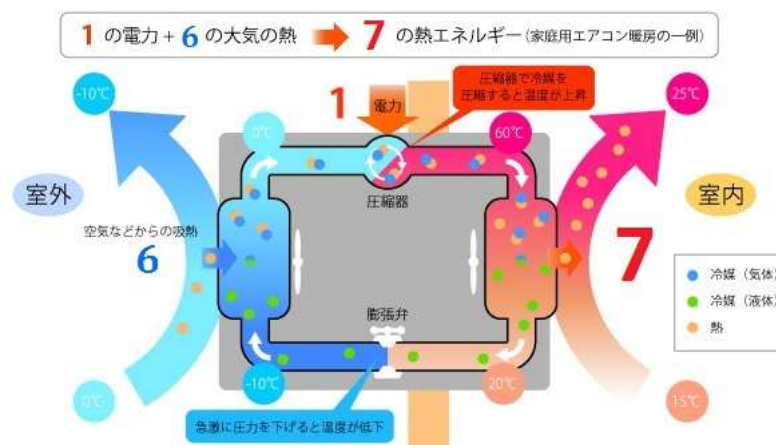 1 の電力 + 6 の大気の熱 7 の熱エネルギー (家庭用エアコン暖房の一例)
-10℃
1
電力
圧縮器で冷媒を
圧縮すると温度が上昇
25℃
0℃
60℃
室外
圧縮器
室内
空気などからの吸熱
6
7
冷媒（気体）
冷媒（液体）
熱
膨張弁
0℃
-10℃
20℃
15℃
急激に圧力を下げると温度が低下